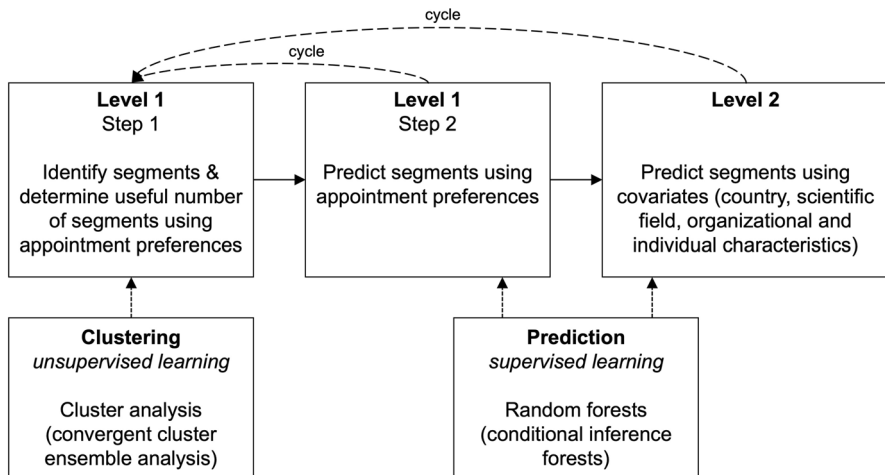 cycle
cycle
Level 1
Step 1
Identify segments &
determine useful number
of segments using
appointment preferences
Level 1
Step 2
Predict segments using
appointment preferences
Level 2
Predict segments using
covariates (country, scientific
field, organizational and
individual characteristics)
Clustering
unsupervised learning
Cluster analysis
(convergent cluster
ensemble analysis)
Prediction
supervised learning
Random forests
(conditional inference
forests)